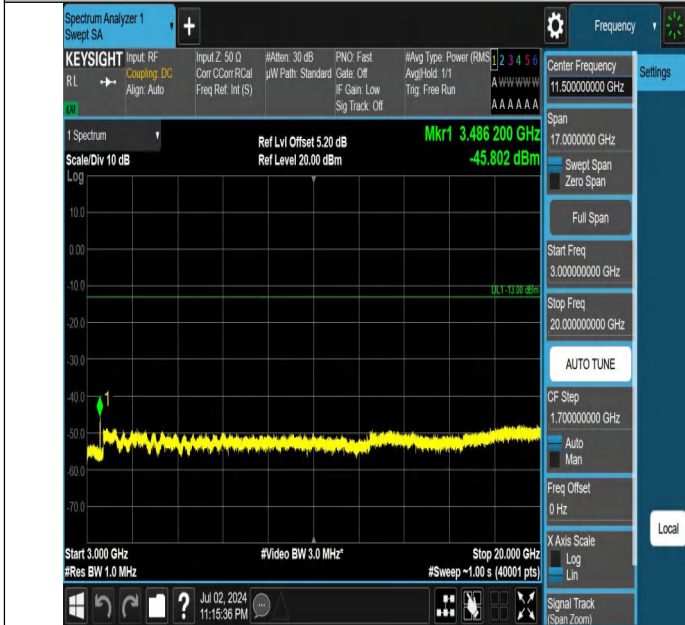 Spectrum Analyzer 1
Swept SA
Frequency
KEYSIGHT
RL
Input: RF
Coupling: DC
Align: Auto
Input Z: 50 Ω
Corr CCorr RCal
Freq Ref: Int (S)
#Atten: 30 dB
µW Path: Standard
PNO: Fast
Gate: Off
IF Gain: Low
Sig Track: Off
#Avg Type: Power (RMS
Avg|Hold: 1/1
Trig: Free Run
1 2 3 4 5 6
A W W W W W
A A A A A A
1 Spectrum
Scale/Div 10 dB
Ref Lvl Offset 5.20 dB
Ref Level 20.00 dBm
Mkr1 3.486 200 GHz
-45.802 dBm
Log
10.0
0.00
-10.0
DL1 -13.00 dBm
-20.0
-30.0
-40.0
1
-50.0
-60.0
-70.0
Start 3.000 GHz
#Res BW 1.0 MHz
#Video BW 3.0 MHz*
Stop 20.000 GHz
#Sweep ~1.00 s (40001 pts)
Jul 02, 2024
11:15:36 PM
Center Frequency
11.500000000 GHz
Settings
Span
17.0000000 GHz
Swept Span
Zero Span
Full Span
Start Freq
3.000000000 GHz
Stop Freq
20.000000000 GHz
AUTO TUNE
CF Step
1.700000000 GHz
Auto
Man
Freq Offset
0 Hz
X Axis Scale
Log
Lin
Local
Signal Track
(Span Zoom)